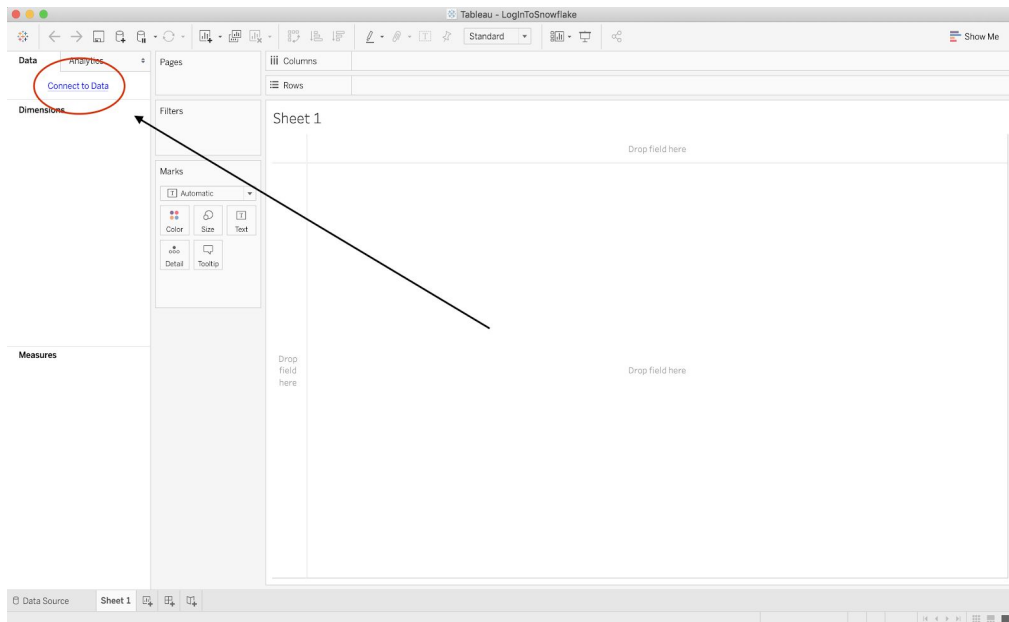 Tableau - LogInToSnowflake
Standard
Show Me
Data
Analytics
Connect to Data
Dimensions
Measures
Pages
Filters
Marks
Automatic
Color
Size
Text
Detail
Tooltip
Columns
Rows
Sheet 1
Drop field here
Drop
field
here
Drop field here
Data Source
Sheet 1